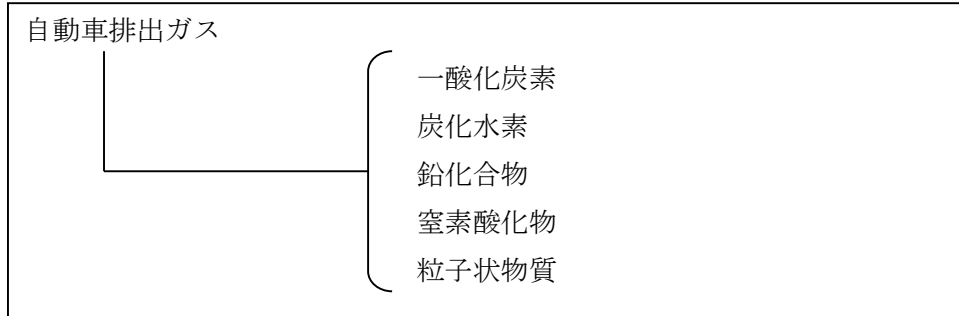 自動車排出ガス
一酸化炭素
炭化水素
鉛化合物
窒素酸化物
粒子状物質